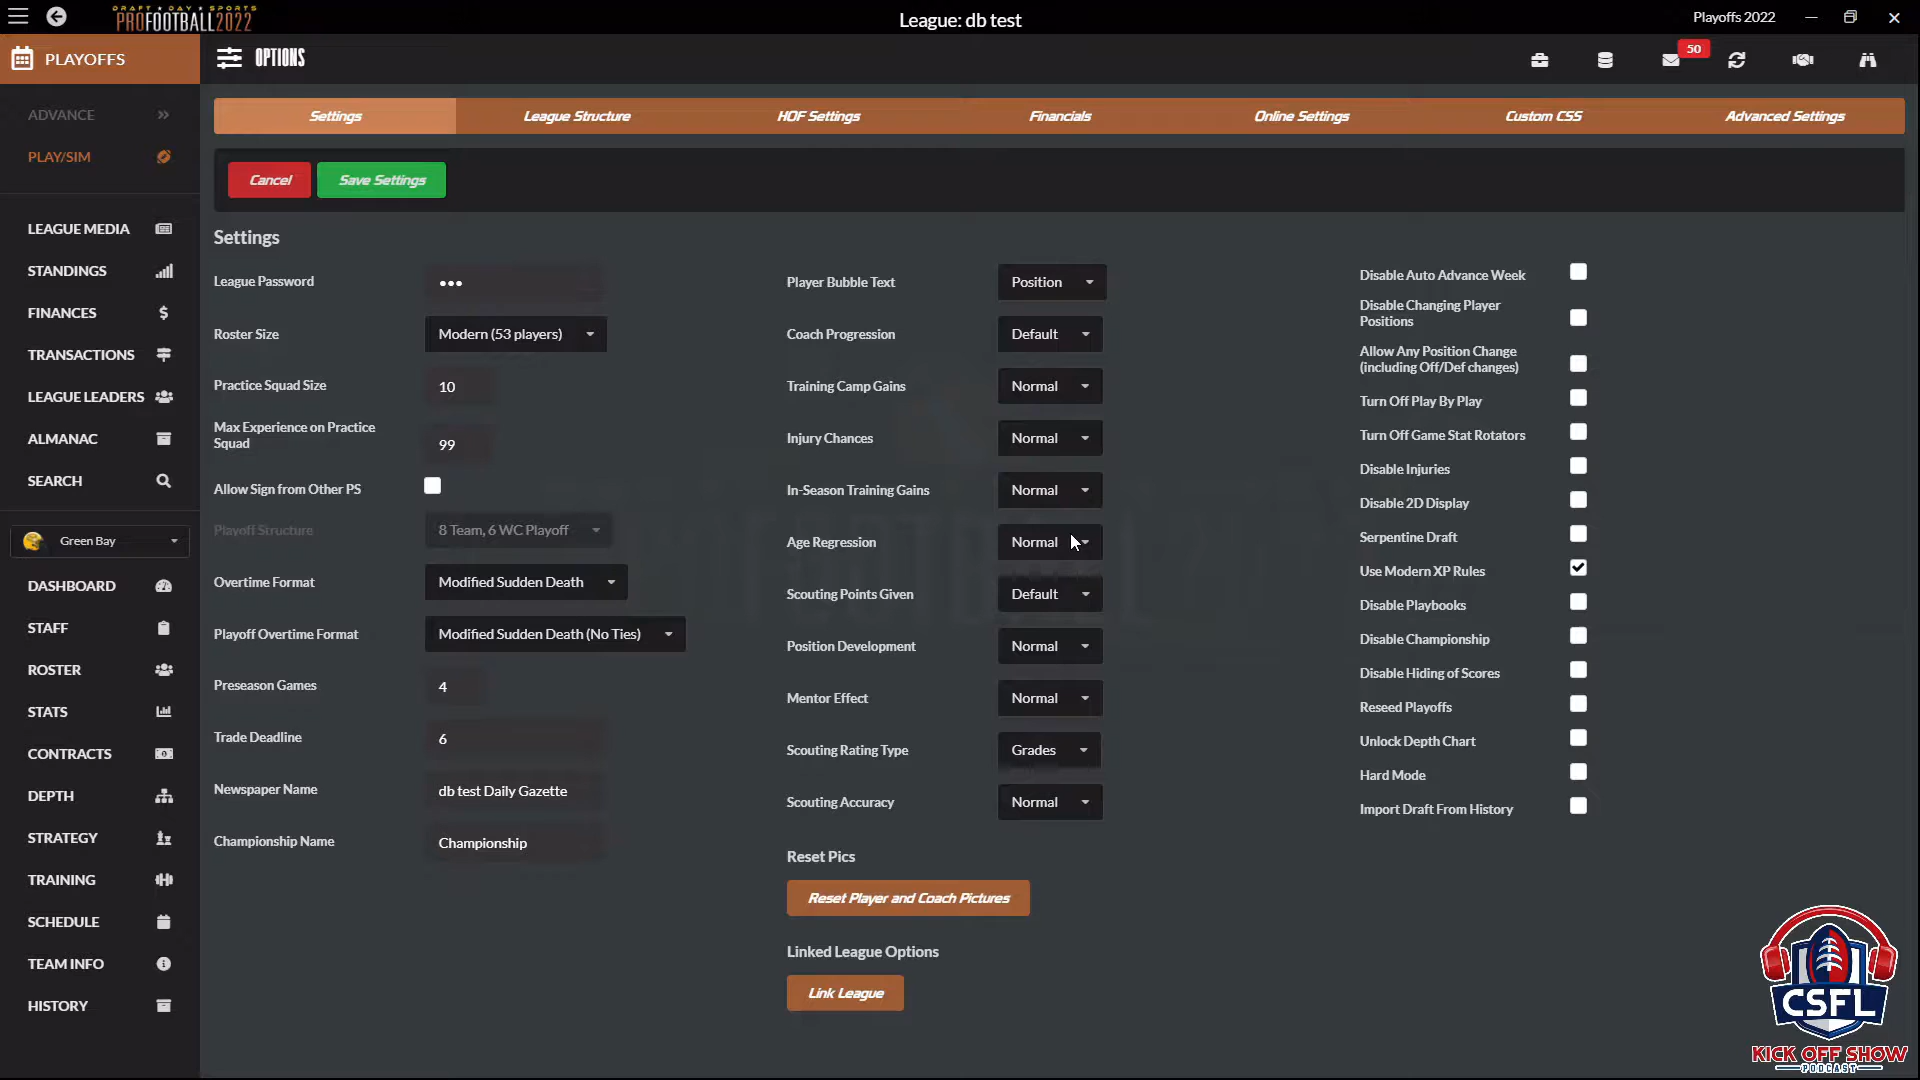 DRAFT DAY SPORTS
PROFOOTBALL2022
League: db test
Playoffs 2022
PLAYOFFS
OPTIONS
50
ADVANCE
PLAY/SIM
LEAGUE MEDIA
STANDINGS
FINANCES
TRANSACTIONS
LEAGUE LEADERS
ALMANAC
SEARCH
Green Bay
DASHBOARD
STAFF
ROSTER
STATS
CONTRACTS
DEPTH
STRATEGY
TRAINING
SCHEDULE
TEAM INFO
HISTORY
Settings
League Structure
HOF Settings
Financials
Online Settings
Custom CSS
Advanced Settings
Cancel
Save Settings
Settings
League Password •••
Roster Size Modern (53 players)
Practice Squad Size 10
Max Experience on Practice
Squad 99
Allow Sign from Other PS
Playoff Structure 8 Team, 6 WC Playoff
Overtime Format Modified Sudden Death
Playoff Overtime Format Modified Sudden Death (No Ties)
Preseason Games 4
Trade Deadline 6
Newspaper Name db test Daily Gazette
Championship Name Championship
Player Bubble Text Position
Coach Progression Default
Training Camp Gains Normal
Injury Chances Normal
In-Season Training Gains Normal
Age Regression Normal
Scouting Points Given Default
Position Development Normal
Mentor Effect Normal
Scouting Rating Type Grades
Scouting Accuracy Normal
Reset Pics
Reset Player and Coach Pictures
Linked League Options
Link League
Disable Auto Advance Week
Disable Changing Player
Positions
Allow Any Position Change
(including Off/Def changes)
Turn Off Play By Play
Turn Off Game Stat Rotators
Disable Injuries
Disable 2D Display
Serpentine Draft
Use Modern XP Rules
Disable Playbooks
Disable Championship
Disable Hiding of Scores
Reseed Playoffs
Unlock Depth Chart
Hard Mode
Import Draft From History
CSFL
KICK OFF SHOW
PODCAST